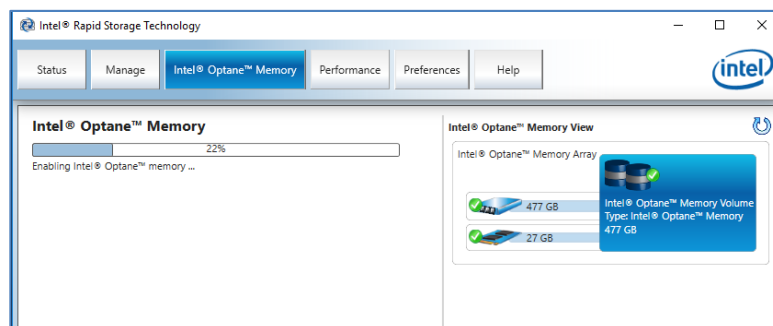 Intel® Rapid Storage Technology
Status
Manage
Intel® Optane™ Memory
Performance
Preferences
Help
intel
Intel® Optane™ Memory
22%
Enabling Intel® Optane™ memory ...
Intel® Optane™ Memory View
Intel® Optane™ Memory Array
477 GB
27 GB
Intel® Optane™ Memory Volume
Type: Intel® Optane™ Memory
477 GB